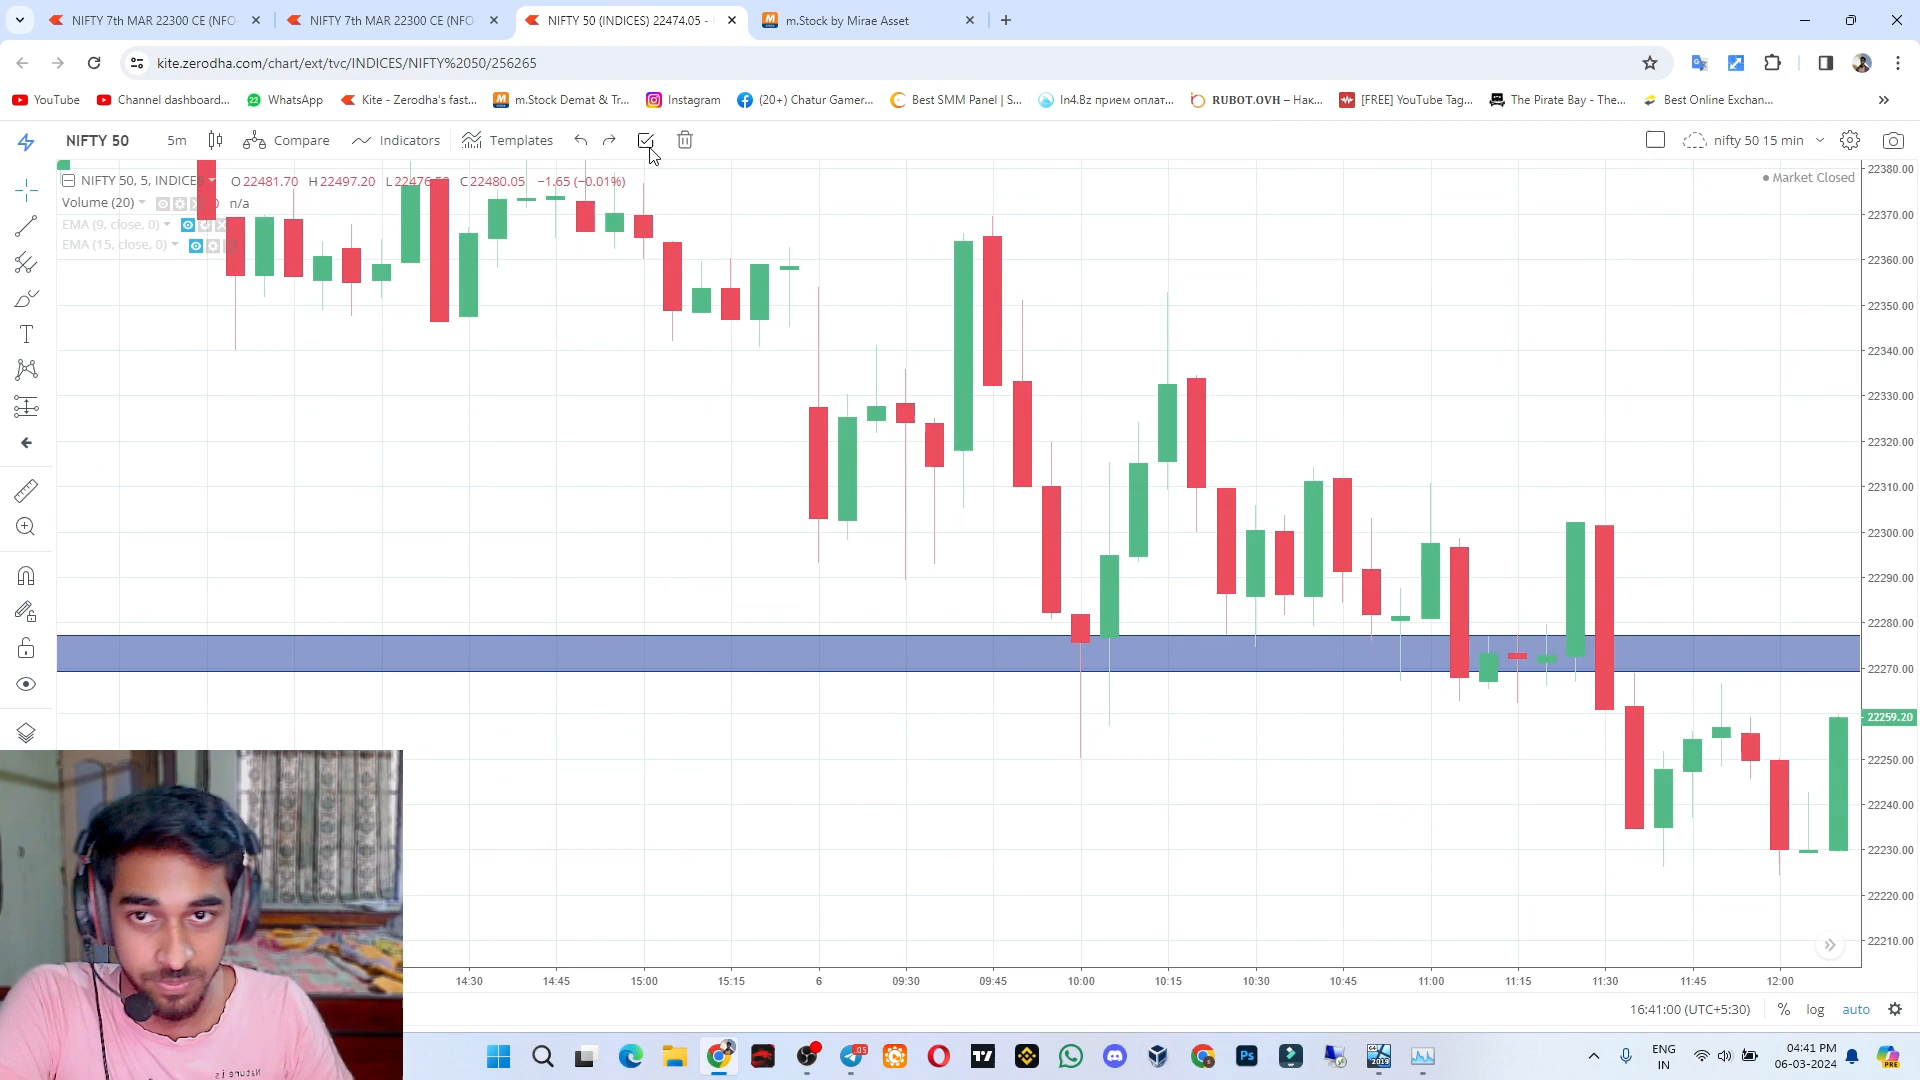 NIFTY 7th MAR 22300 CE (NFO
NIFTY 7th MAR 22300 CE (NFO
NIFTY 50 (INDICES) 22474.05 -
m.Stock by Mirae Asset
kite.zerodha.com/chart/ext/tvc/INDICES/NIFTY%2050/256265
YouTube
Channel dashboard...
WhatsApp
Kite - Zerodha's fast...
m.Stock Demat & Tr...
Instagram
(20+) Chatur Gamer...
Best SMM Panel | S...
In4.Bz прием оплат...
RUBOT.OVH – Нак...
[FREE] YouTube Tag...
The Pirate Bay - The...
Best Online Exchan...
NIFTY 50
5m
Compare
Indicators
Templates
nifty 50 15 min
NIFTY 50, 5, INDICES
O 22481.70 H 22497.20 L 22476.50 C 22480.05 −1.65 (−0.01%)
Market Closed
Volume (20)
n/a
EMA (9, close, 0)
EMA (15, close, 0)
22380.00
22370.00
22360.00
22350.00
22340.00
22330.00
22320.00
22310.00
22300.00
22290.00
22280.00
22270.00
22259.20
22250.00
22240.00
22230.00
22220.00
22210.00
14:30
14:45
15:00
15:15
6
09:30
09:45
10:00
10:15
10:30
10:45
11:00
11:15
11:30
11:45
12:00
16:41:00 (UTC+5:30)
%
log
auto
ENG
IN
04:41 PM
06-03-2024